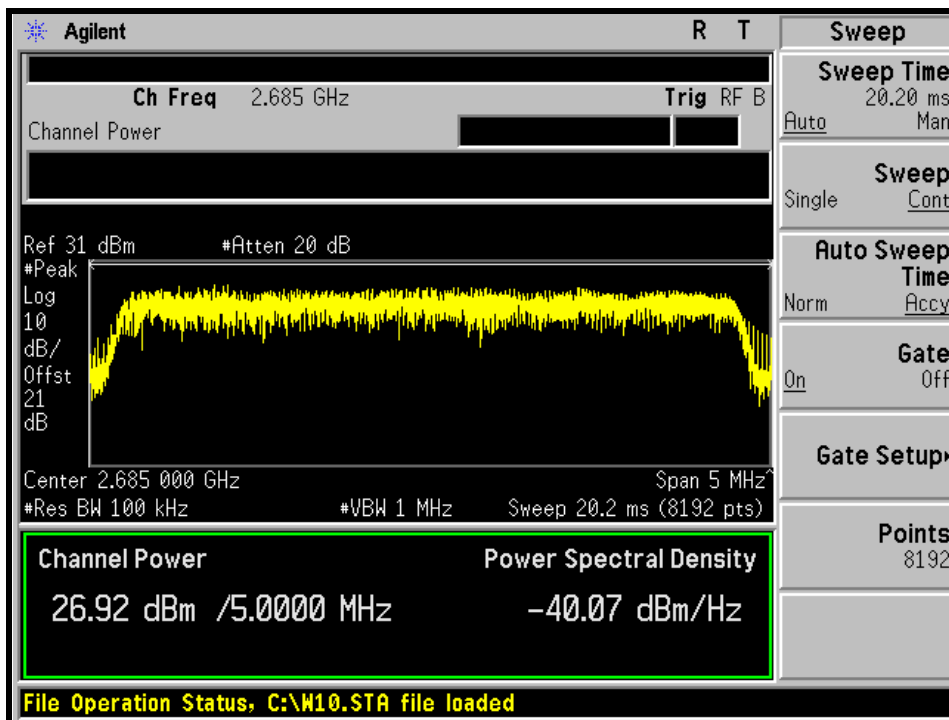 Agilent R T
Ch Freq 2.685 GHz Trig RF B
Channel Power
Ref 31 dBm #Atten 20 dB
#Peak
Log
10
dB/
Offst
21
dB
Center 2.685 000 GHz Span 5 MHz^
#Res BW 100 kHz #VBW 1 MHz Sweep 20.2 ms (8192 pts)
Channel Power Power Spectral Density
26.92 dBm /5.0000 MHz -40.07 dBm/Hz
File Operation Status, C:\W10.STA file loaded
Sweep
Sweep Time
20.20 ms
Auto Man
Sweep
Single Cont
Auto Sweep
Time
Norm Accy
Gate
On Off
Gate Setup
Points
8192